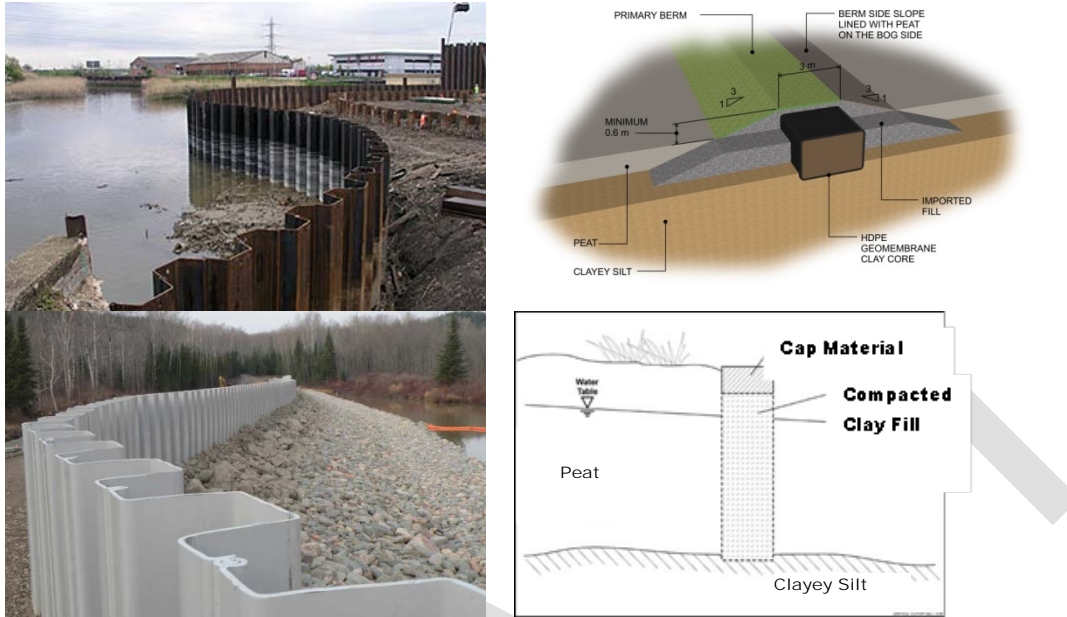 PRIMARY BERM
BERM SIDE SLOPE
LINED WITH PEAT
ON THE BOG SIDE
3 m
3
1
3
1
MINIMUM
0.6 m
IMPORTED
FILL
PEAT
HDPE
GEOMEMBRANE
CLAY CORE
CLAYEY SILT
Cap Material
Water
Table
Compacted
Clay Fill
Peat
Clayey Silt